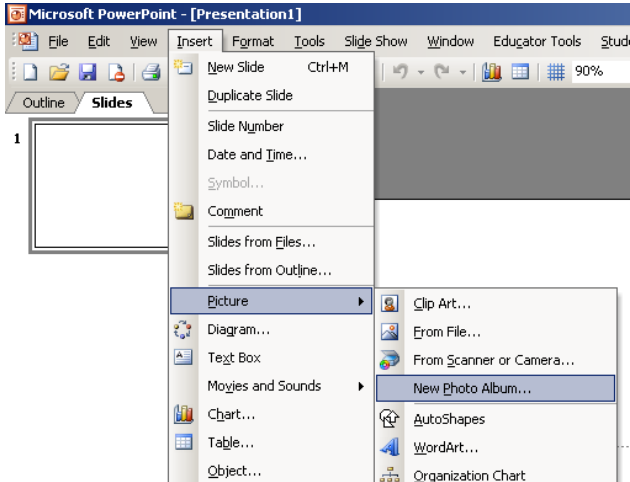 Microsoft PowerPoint - [Presentation1]
File Edit View Insert Format Tools Slide Show Window Educator Tools
90%
Outline Slides
1
New Slide Ctrl+M
Duplicate Slide
Slide Number
Date and Time...
Symbol...
Comment
Slides from Files...
Slides from Outline...
Picture
Diagram...
Text Box
Movies and Sounds
Chart...
Table...
Object...
Clip Art...
From File...
From Scanner or Camera...
New Photo Album...
AutoShapes
WordArt...
Organization Chart